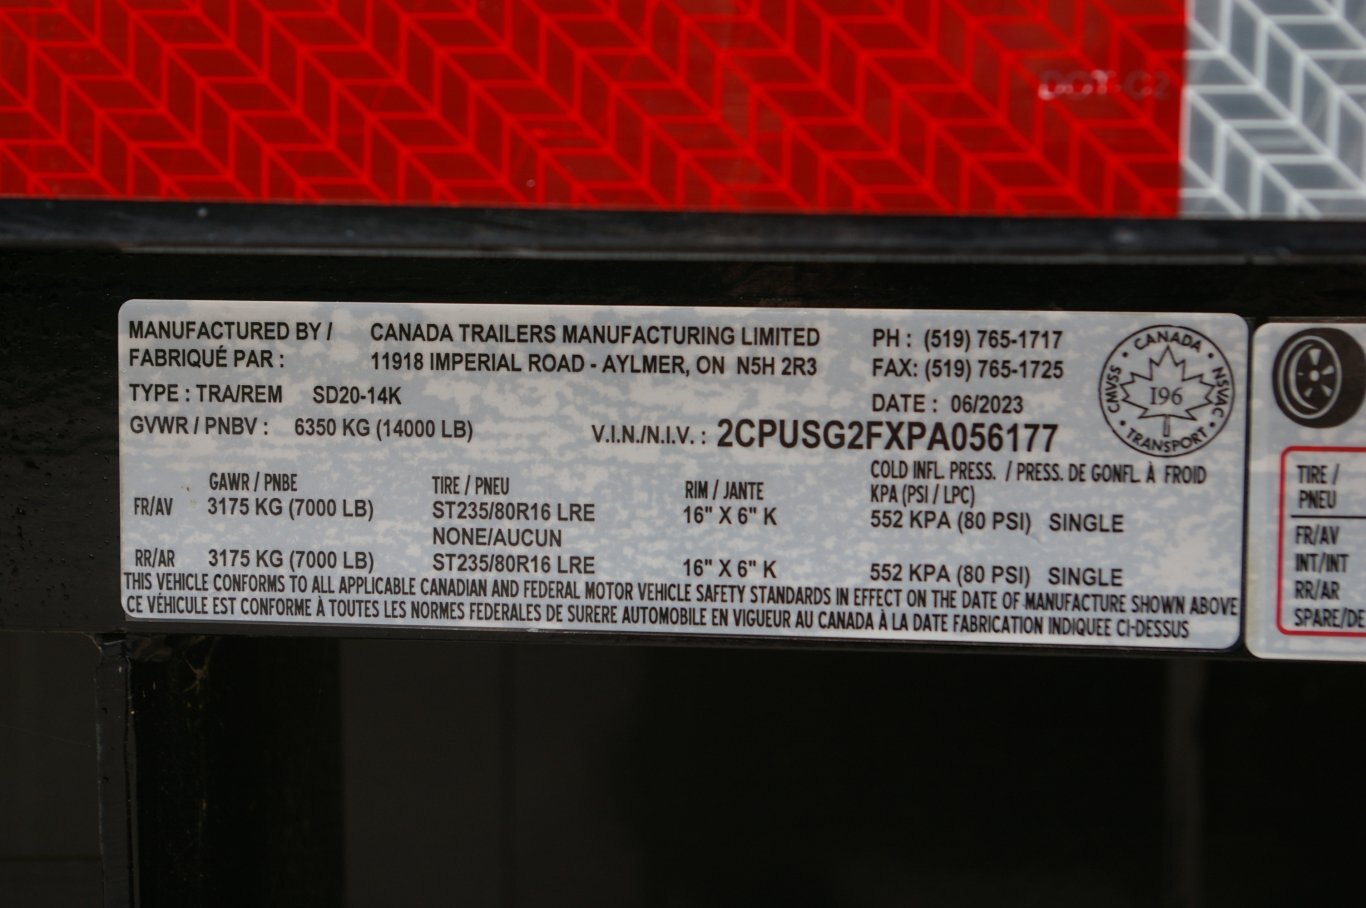 DOT-C2
MANUFACTURED BY / CANADA TRAILERS MANUFACTURING LIMITED PH : (519) 765-1717
FABRIQUÉ PAR : 11918 IMPERIAL ROAD - AYLMER, ON N5H 2R3 FAX: (519) 765-1725
TYPE : TRA/REM SD20-14K DATE : 06/2023
GVWR / PNBV : 6350 KG (14000 LB) V.I.N./N.I.V. : 2CPUSG2FXPA056177
CANADA
CMVSS 196 NSVAC
TRANSPORT
GAWR / PNBE TIRE / PNEU RIM / JANTE COLD INFL. PRESS. / PRESS. DE GONFL. À FROID
KPA (PSI / LPC)
FR/AV 3175 KG (7000 LB) ST235/80R16 LRE 16" X 6" K 552 KPA (80 PSI) SINGLE
NONE/AUCUN
RR/AR 3175 KG (7000 LB) ST235/80R16 LRE 16" X 6" K 552 KPA (80 PSI) SINGLE
THIS VEHICLE CONFORMS TO ALL APPLICABLE CANADIAN AND FEDERAL MOTOR VEHICLE SAFETY STANDARDS IN EFFECT ON THE DATE OF MANUFACTURE SHOWN ABOVE
CE VÉHICULE EST CONFORME À TOUTES LES NORMES FEDERALES DE SURERE AUTOMOBILE EN VIGUEUR AU CANADA À LA DATE FABRICATION INDIQUEE CI-DESSUS
TIRE /
PNEU
FR/AV
INT/INT
RR/AR
SPARE/DE